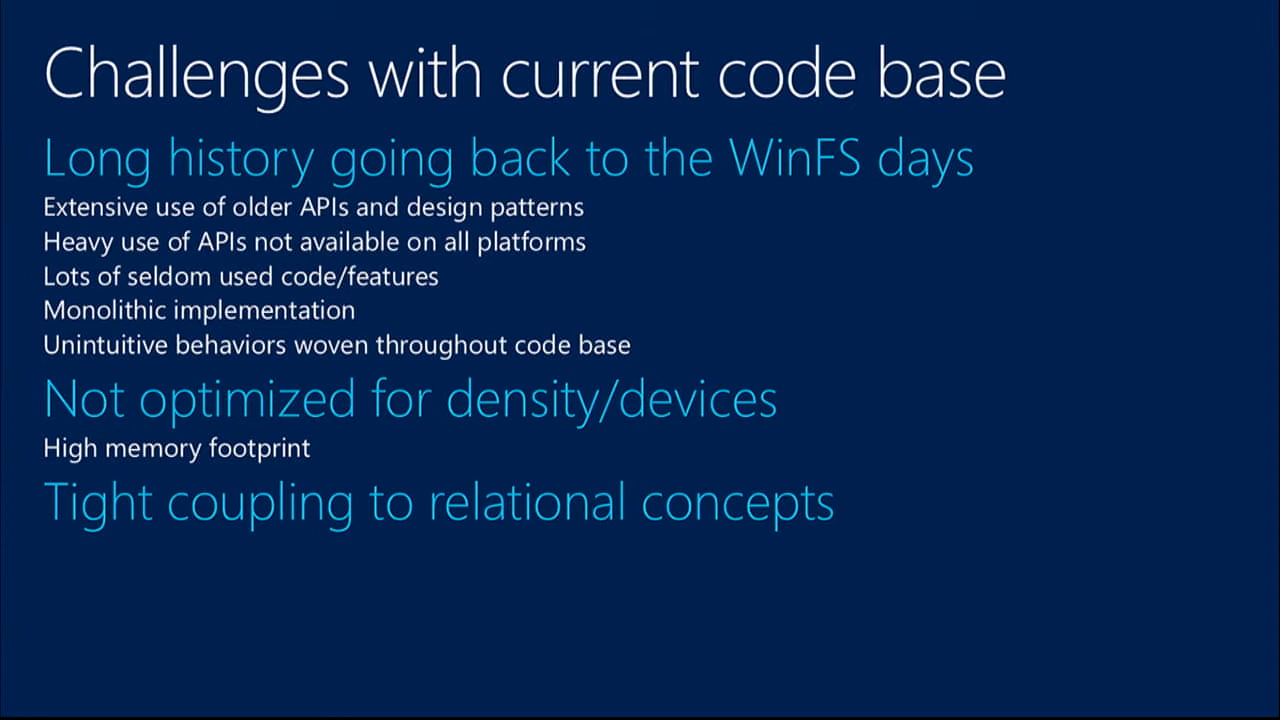 Challenges with current code base
Long history going back to the WinFS days
Extensive use of older APIs and design patterns
Heavy use of APIs not available on all platforms
Lots of seldom used code/features
Monolithic implementation
Unintuitive behaviors woven throughout code base
Not optimized for density/devices
High memory footprint
Tight coupling to relational concepts